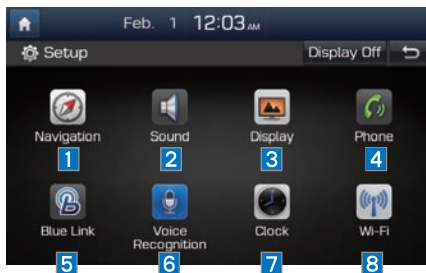 Feb. 1 12:03 AM
Setup Display Off
Navigation Sound Display Phone
1 2 3 4
Blue Link Voice Recognition Clock Wi-Fi
5 6 7 8